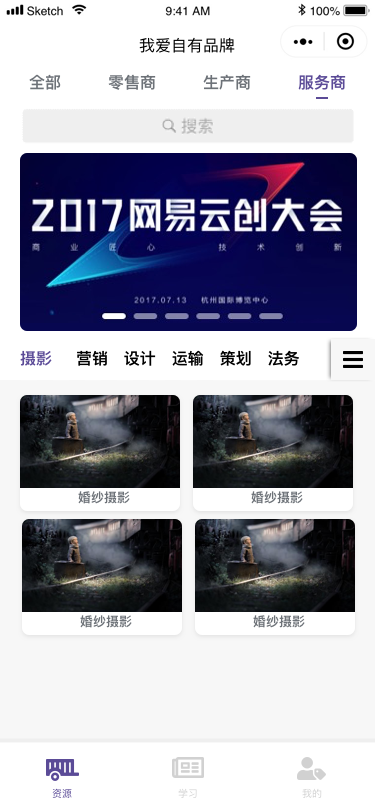 Sketch 9:41 AM 100%
我爱自有品牌
全部 零售商 生产商 服务商
搜索
2017网易云创大会
商业匠心 技术创新
2017.07.13 杭州国际博览中心
摄影 营销 设计 运输 策划 法务
婚纱摄影 婚纱摄影
婚纱摄影 婚纱摄影
资源 学习 我的